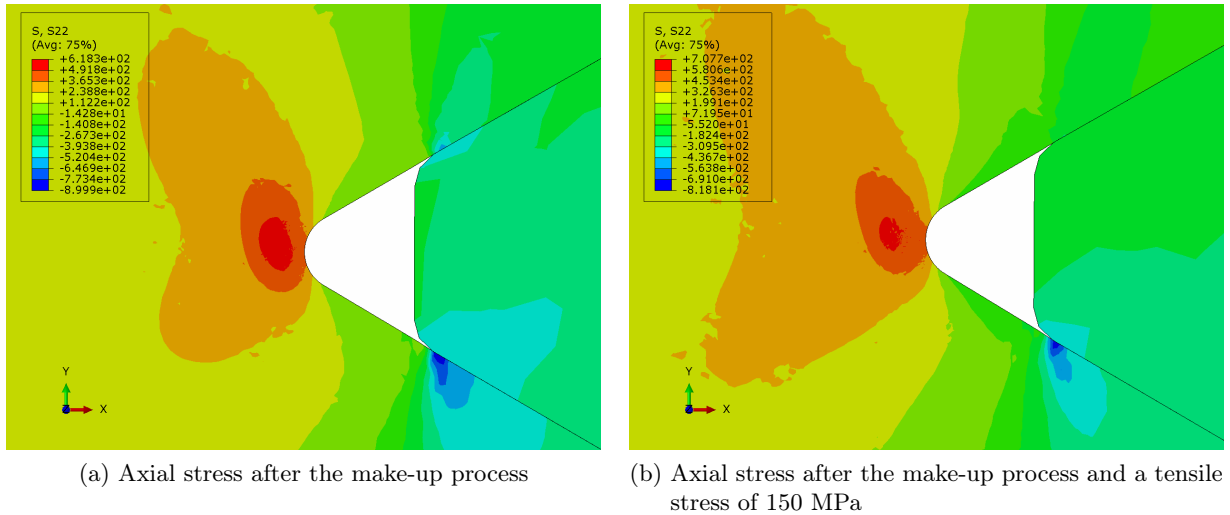 S, S22
(Avg: 75%)
+6.183e+02
+4.918e+02
+3.653e+02
+2.388e+02
+1.122e+02
-1.428e+01
-1.408e+02
-2.673e+02
-3.938e+02
-5.204e+02
-6.469e+02
-7.734e+02
-8.999e+02
Y
X
(a) Axial stress after the make-up process
S, S22
(Avg: 75%)
+7.077e+02
+5.806e+02
+4.534e+02
+3.263e+02
+1.991e+02
+7.195e+01
-5.520e+01
-1.824e+02
-3.095e+02
-4.367e+02
-5.638e+02
-6.910e+02
-8.181e+02
Y
X
(b) Axial stress after the make-up process and a tensile
stress of 150 MPa